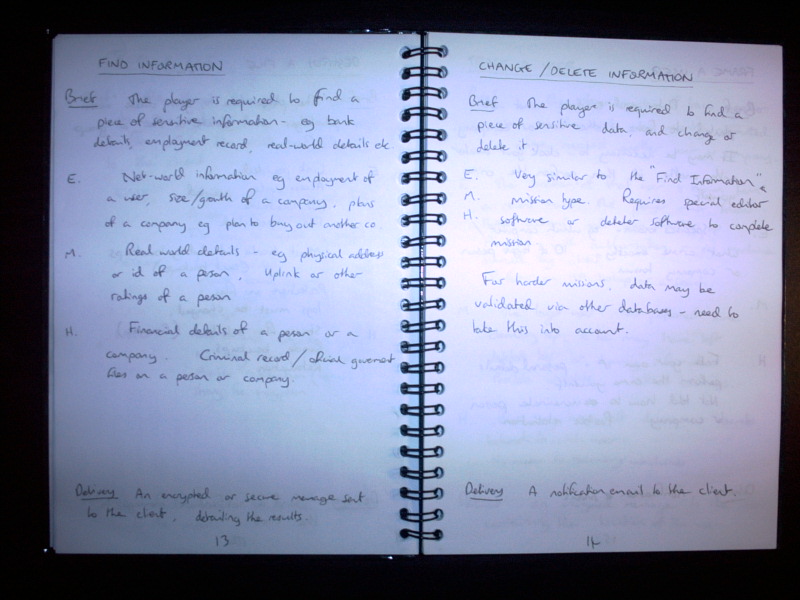 FIND INFORMATION
Brief The player is required to find a
piece of sensitive information - eg bank
details, employment record, real-world details etc.
E. Net-world information eg employment of
a user, size/growth of a company, plans
of a company eg plan to buy out another co.
M. Real world details - eg physical address
or id of a person. Uplink or other
ratings of a person
H. Financial details of a person or a
company. Criminal record / official goverment
files on a person or company.
Delivery An encrypted or secure message sent
to the client, detailing the results.
13
CHANGE / DELETE INFORMATION
Brief The player is required to find a
piece of sensitive data, and change or
delete it
E. Very similar to the "Find Information"
M. mission type. Requires special editor
H. software or deleter software to complete
mission
For harder missions, data may be
validated via other databases - need to
take this into account.
Delivery A notification email to the client.
14